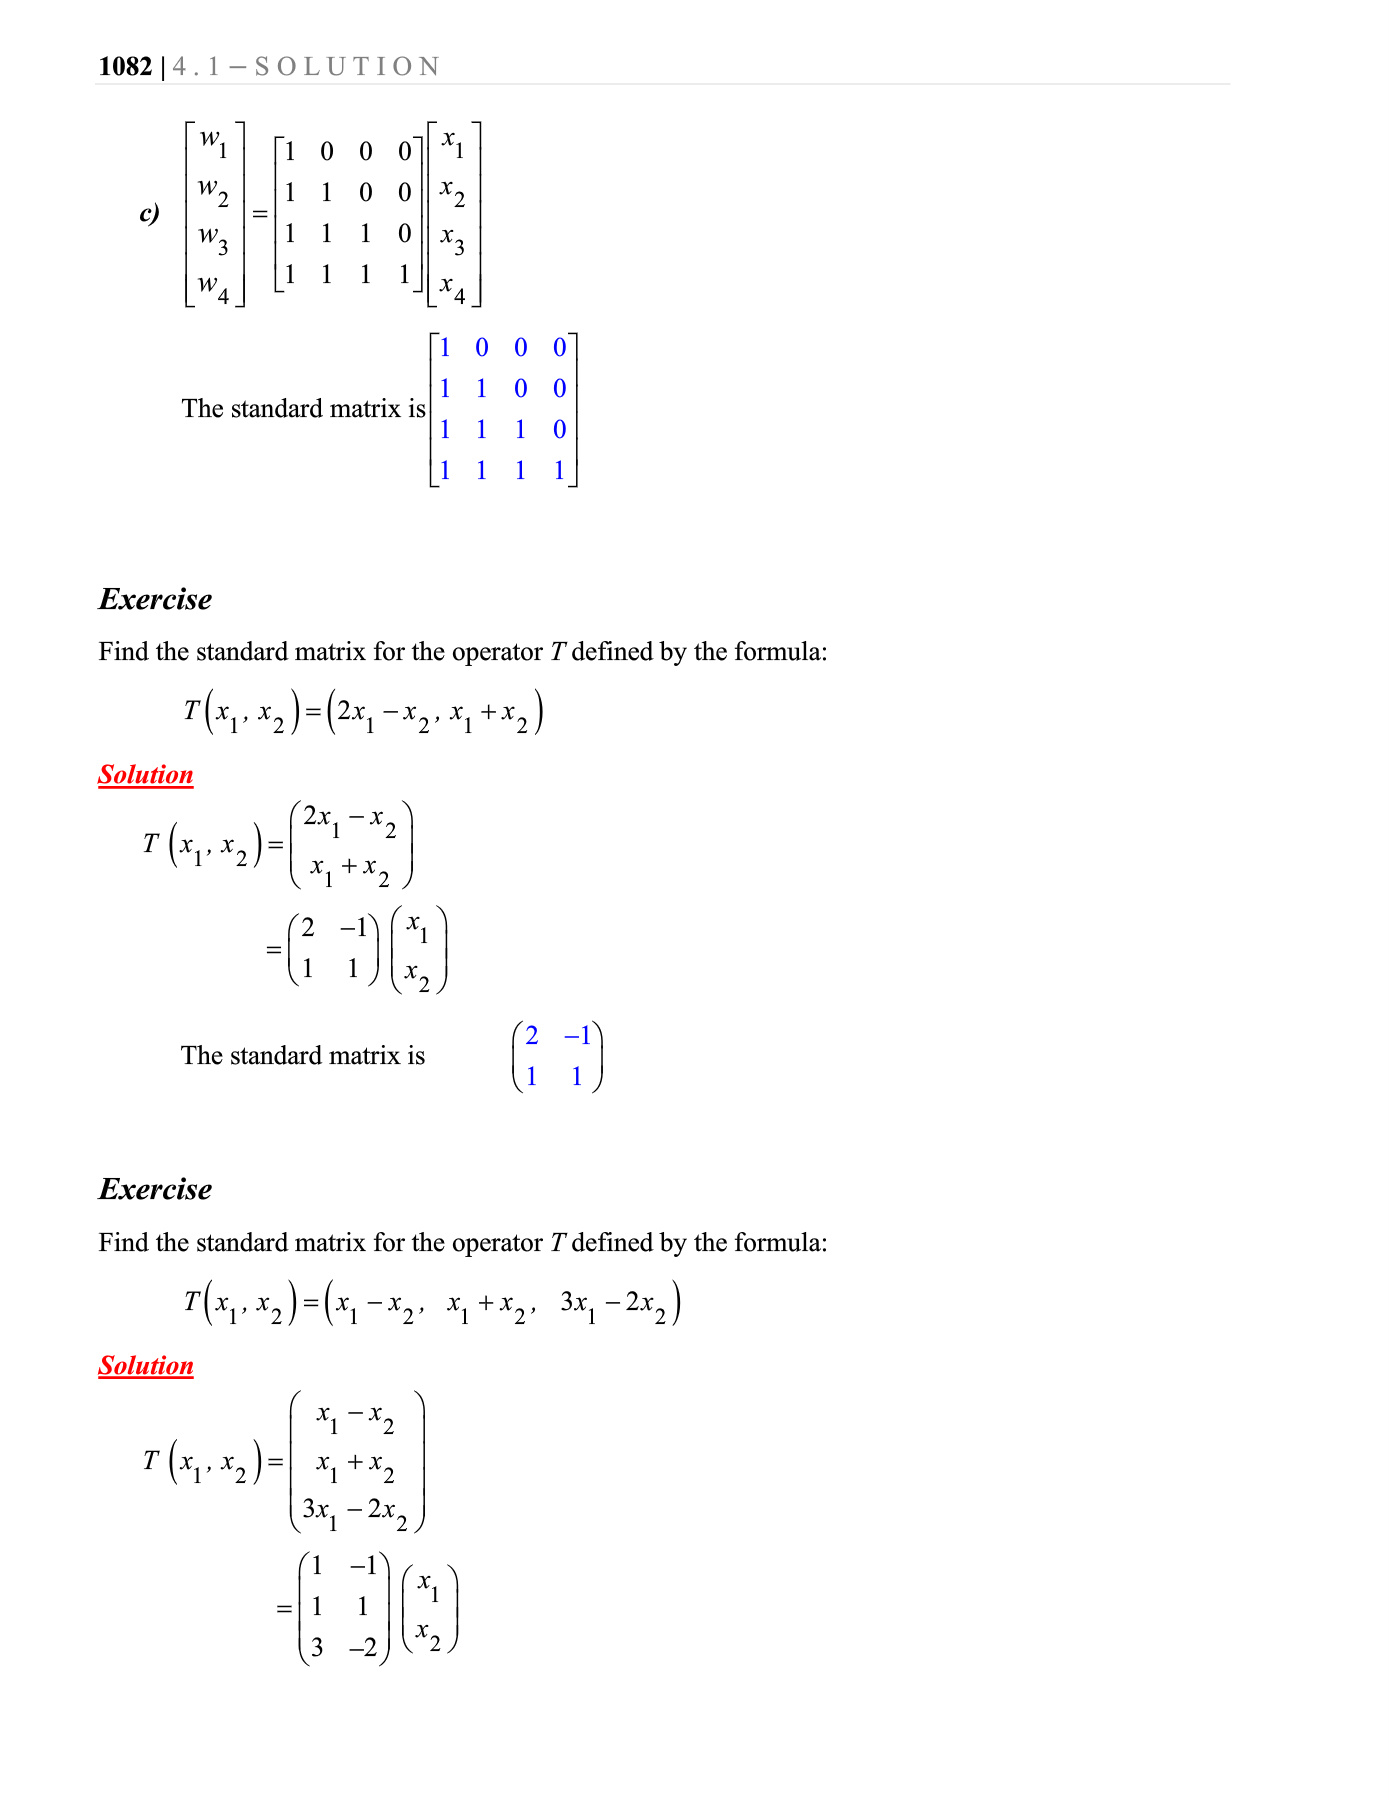 1082 | 4 . 1 – S O L U T I O N
c) \begin{bmatrix} w_1 \\ w_2 \\ w_3 \\ w_4 \end{bmatrix} = \begin{bmatrix} 1 & 0 & 0 & 0 \\ 1 & 1 & 0 & 0 \\ 1 & 1 & 1 & 0 \\ 1 & 1 & 1 & 1 \end{bmatrix} \begin{bmatrix} x_1 \\ x_2 \\ x_3 \\ x_4 \end{bmatrix}
The standard matrix is \begin{bmatrix} 1 & 0 & 0 & 0 \\ 1 & 1 & 0 & 0 \\ 1 & 1 & 1 & 0 \\ 1 & 1 & 1 & 1 \end{bmatrix}
Exercise
Find the standard matrix for the operator T defined by the formula:
T(x_1, x_2) = (2x_1 − x_2, x_1 + x_2)
Solution
T (x_1, x_2) = \begin{pmatrix} 2x_1 − x_2 \\ x_1 + x_2 \end{pmatrix}
= \begin{pmatrix} 2 & −1 \\ 1 & 1 \end{pmatrix} \begin{pmatrix} x_1 \\ x_2 \end{pmatrix}
The standard matrix is \begin{pmatrix} 2 & −1 \\ 1 & 1 \end{pmatrix}
Exercise
Find the standard matrix for the operator T defined by the formula:
T(x_1, x_2) = (x_1 − x_2, x_1 + x_2, 3x_1 − 2x_2)
Solution
T (x_1, x_2) = \begin{pmatrix} x_1 − x_2 \\ x_1 + x_2 \\ 3x_1 − 2x_2 \end{pmatrix}
= \begin{pmatrix} 1 & −1 \\ 1 & 1 \\ 3 & −2 \end{pmatrix} \begin{pmatrix} x_1 \\ x_2 \end{pmatrix}